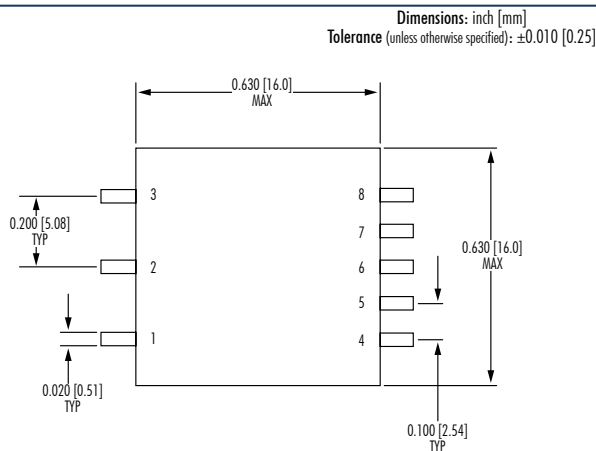 Dimensions: inch [mm]
Tolerance (unless otherwise specified): ±0.010 [0.25]
0.630 [16.0]
MAX
3
8
0.200 [5.08]
TYP
7
2
6
0.630 [16.0]
MAX
5
1
4
0.020 [0.51]
TYP
0.100 [2.54]
TYP